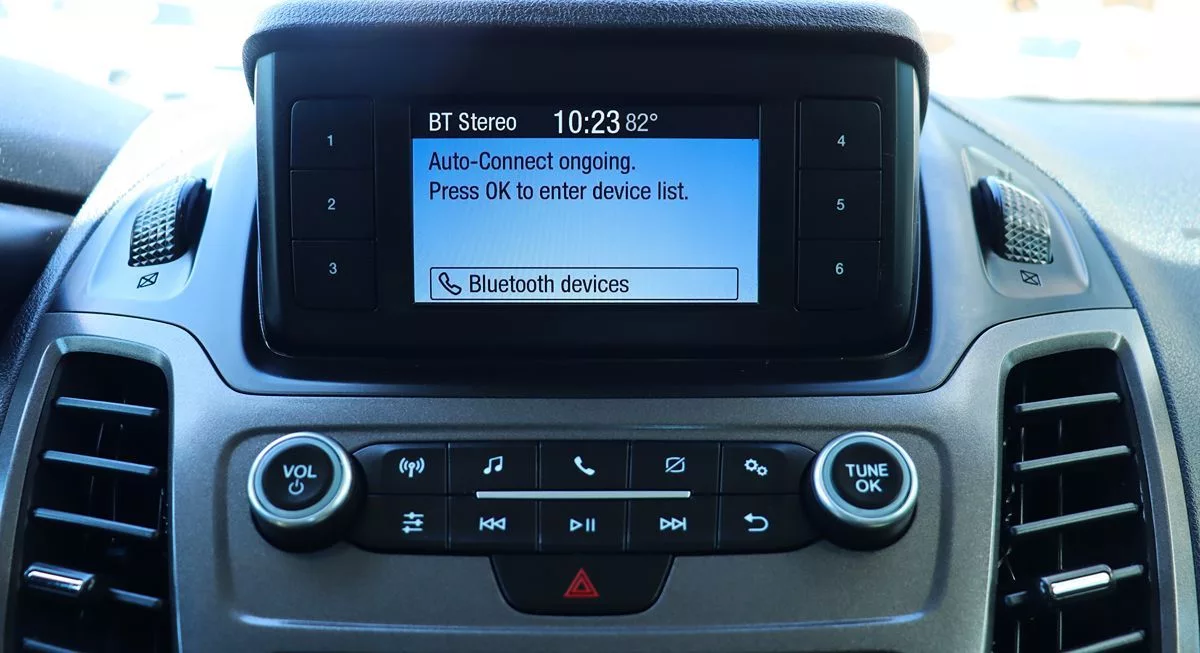 BT Stereo 10:23 82°
Auto-Connect ongoing.
Press OK to enter device list.
Bluetooth devices
1
2
3
4
5
6
VOL
TUNE
OK